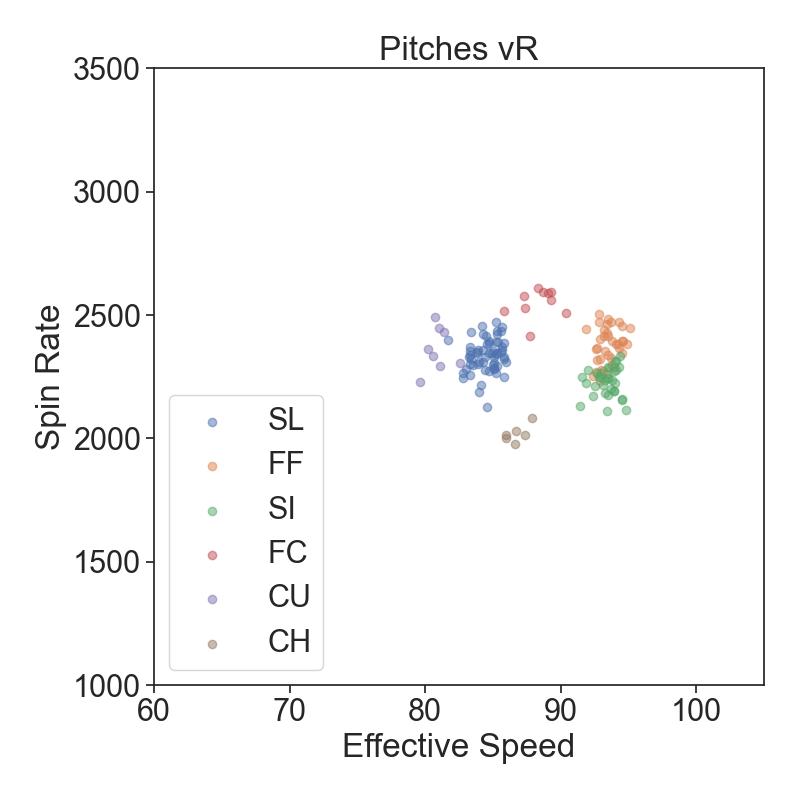 Pitches vR
3500
3000
2500
2000
1500
1000
Spin Rate
SL
FF
SI
FC
CU
CH
60 70 80 90 100
Effective Speed